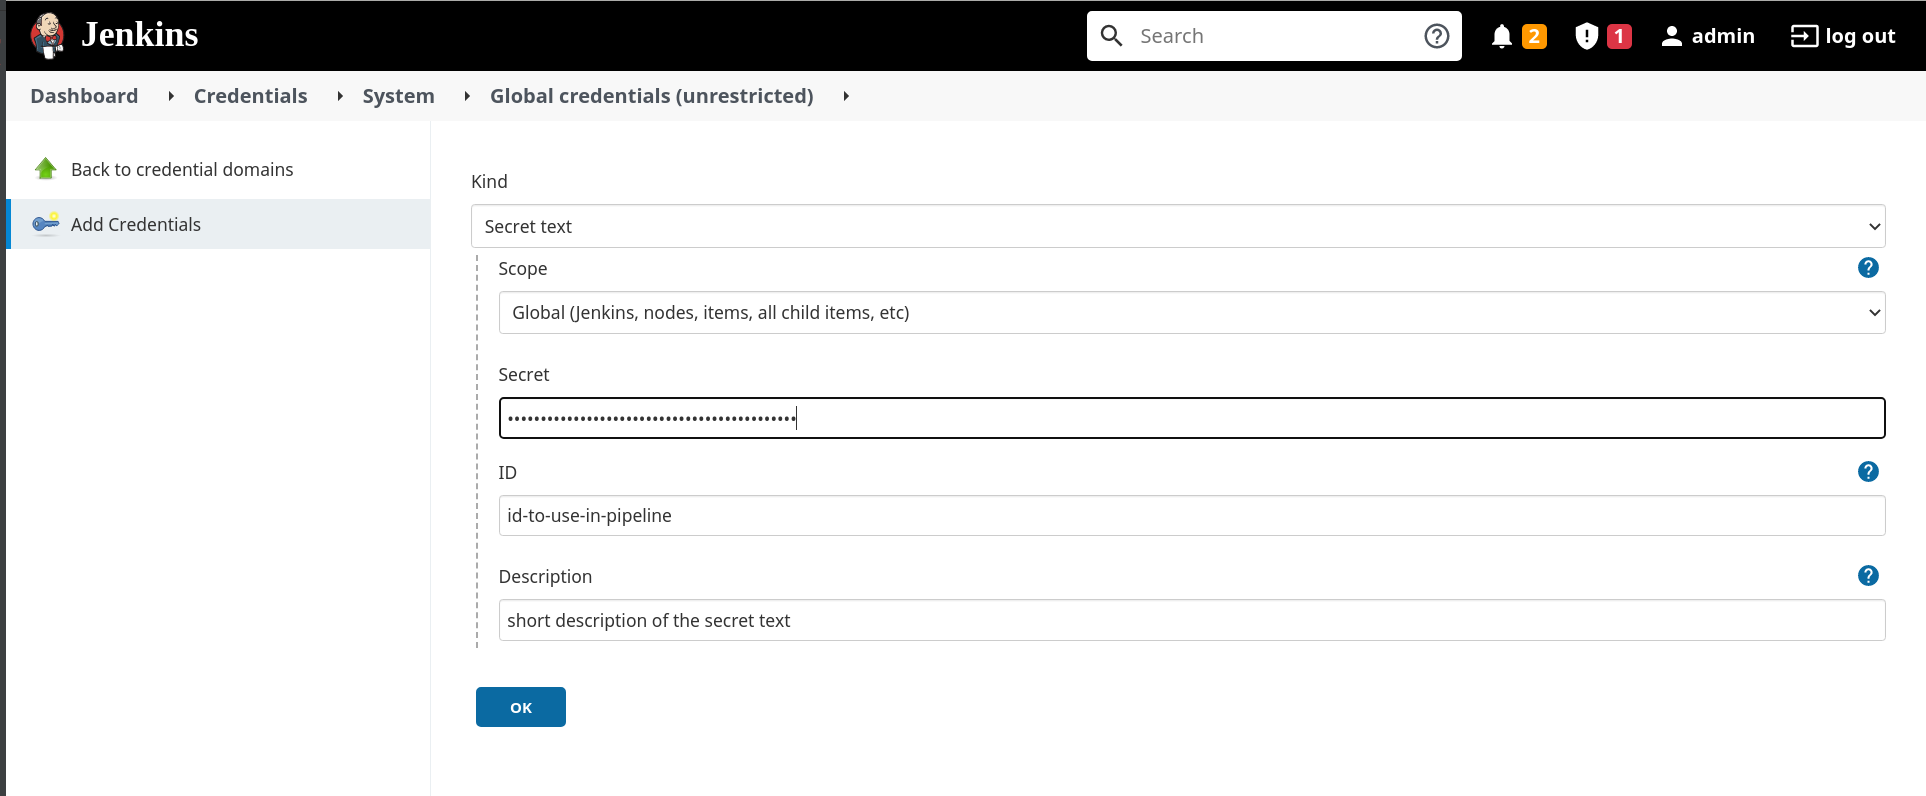 Jenkins
Search
2
1
admin
log out
Dashboard
Credentials
System
Global credentials (unrestricted)
Back to credential domains
Add Credentials
Kind
Secret text
Scope
Global (Jenkins, nodes, items, all child items, etc)
Secret
ID
id-to-use-in-pipeline
Description
short description of the secret text
OK